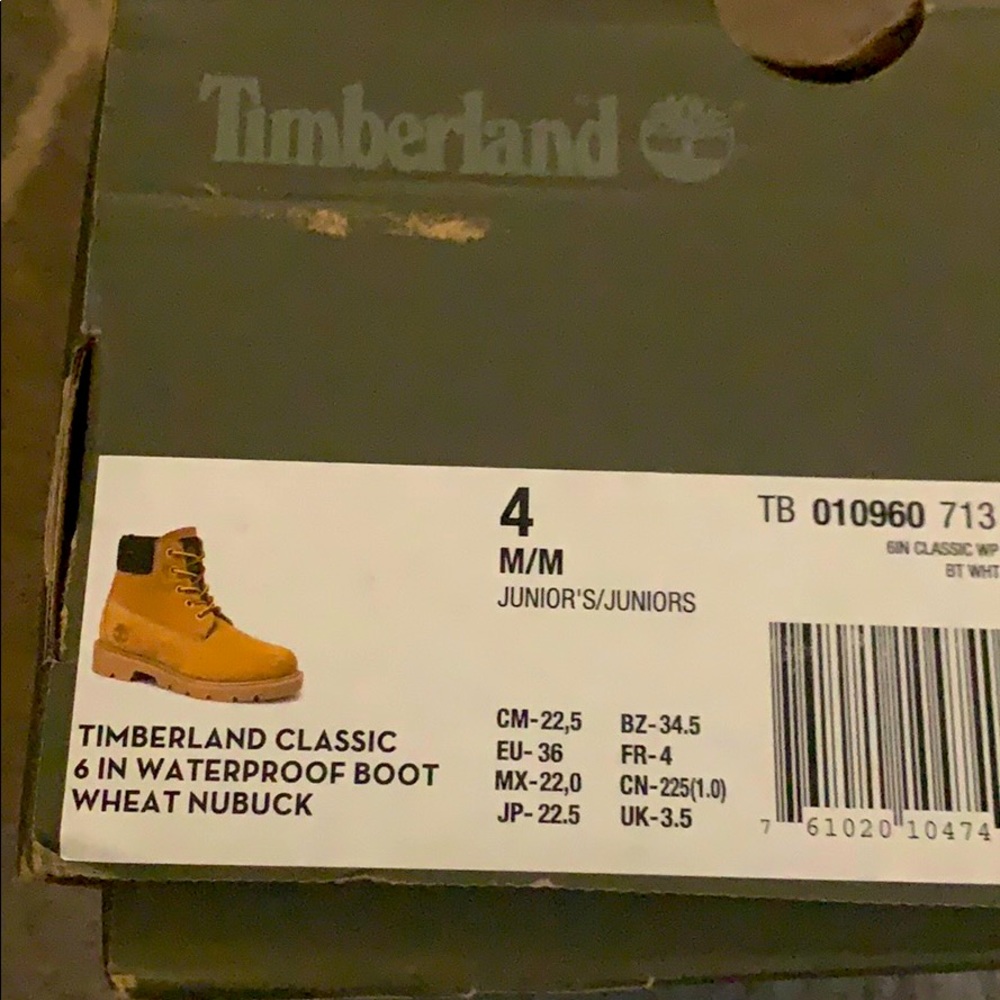 Timberland
4
M/M
JUNIOR'S/JUNIORS
TB 010960 713
6IN CLASSIC WP
BT WHT
TIMBERLAND CLASSIC
6 IN WATERPROOF BOOT
WHEAT NUBUCK
CM-22,5 BZ-34.5
EU-36 FR-4
MX-22,0 CN-225(1.0)
JP-22.5 UK-3.5
7 61020 10474